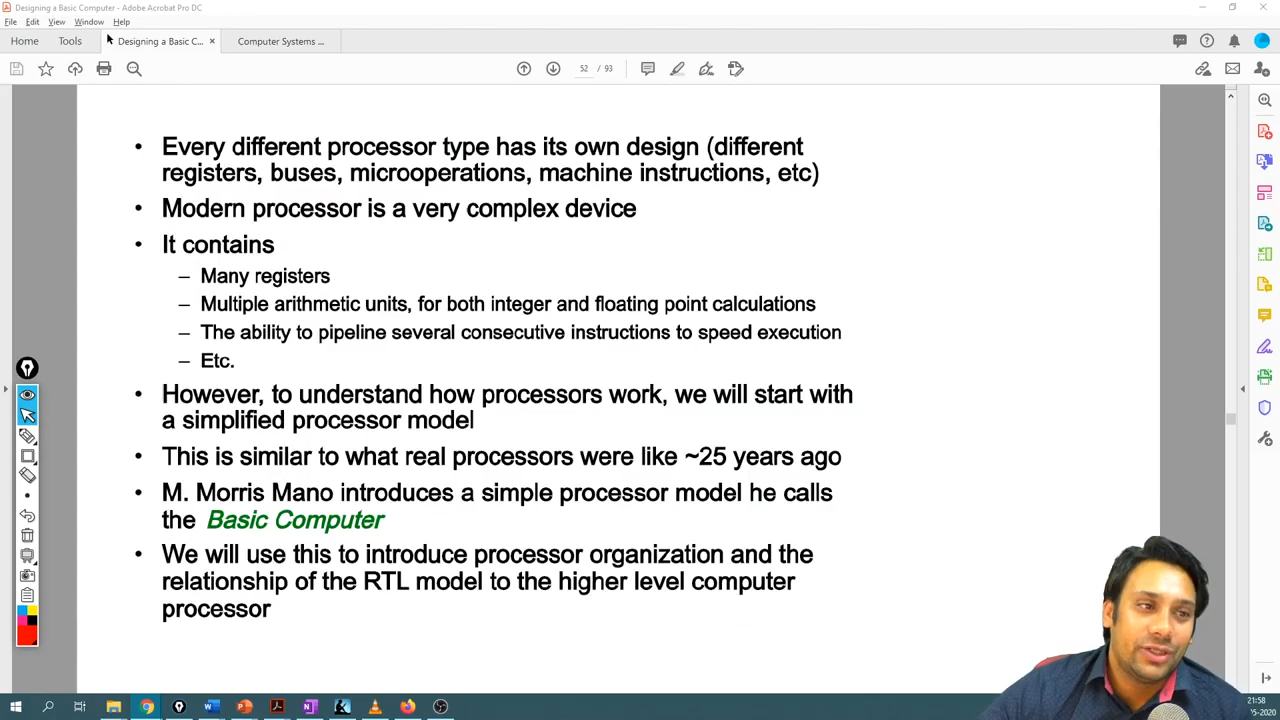 Designing a Basic Computer - Adobe Acrobat Pro DC
File Edit View Window Help
Home Tools Designing a Basic C... × Computer Systems ...
52 / 93
• Every different processor type has its own design (different
registers, buses, microoperations, machine instructions, etc)
• Modern processor is a very complex device
• It contains
– Many registers
– Multiple arithmetic units, for both integer and floating point calculations
– The ability to pipeline several consecutive instructions to speed execution
– Etc.
• However, to understand how processors work, we will start with
a simplified processor model
• This is similar to what real processors were like ~25 years ago
• M. Morris Mano introduces a simple processor model he calls
the Basic Computer
• We will use this to introduce processor organization and the
relationship of the RTL model to the higher level computer
processor
21:58
05-2020